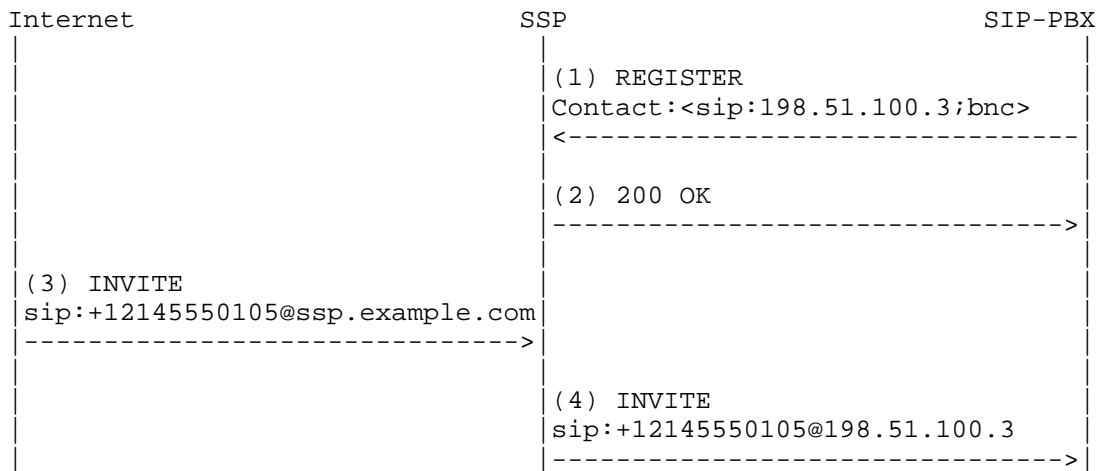 Internet SSP SIP-PBX
(1) REGISTER
Contact:<sip:198.51.100.3;bnc>
(2) 200 OK
(3) INVITE
sip:+12145550105@ssp.example.com
(4) INVITE
sip:+12145550105@198.51.100.3